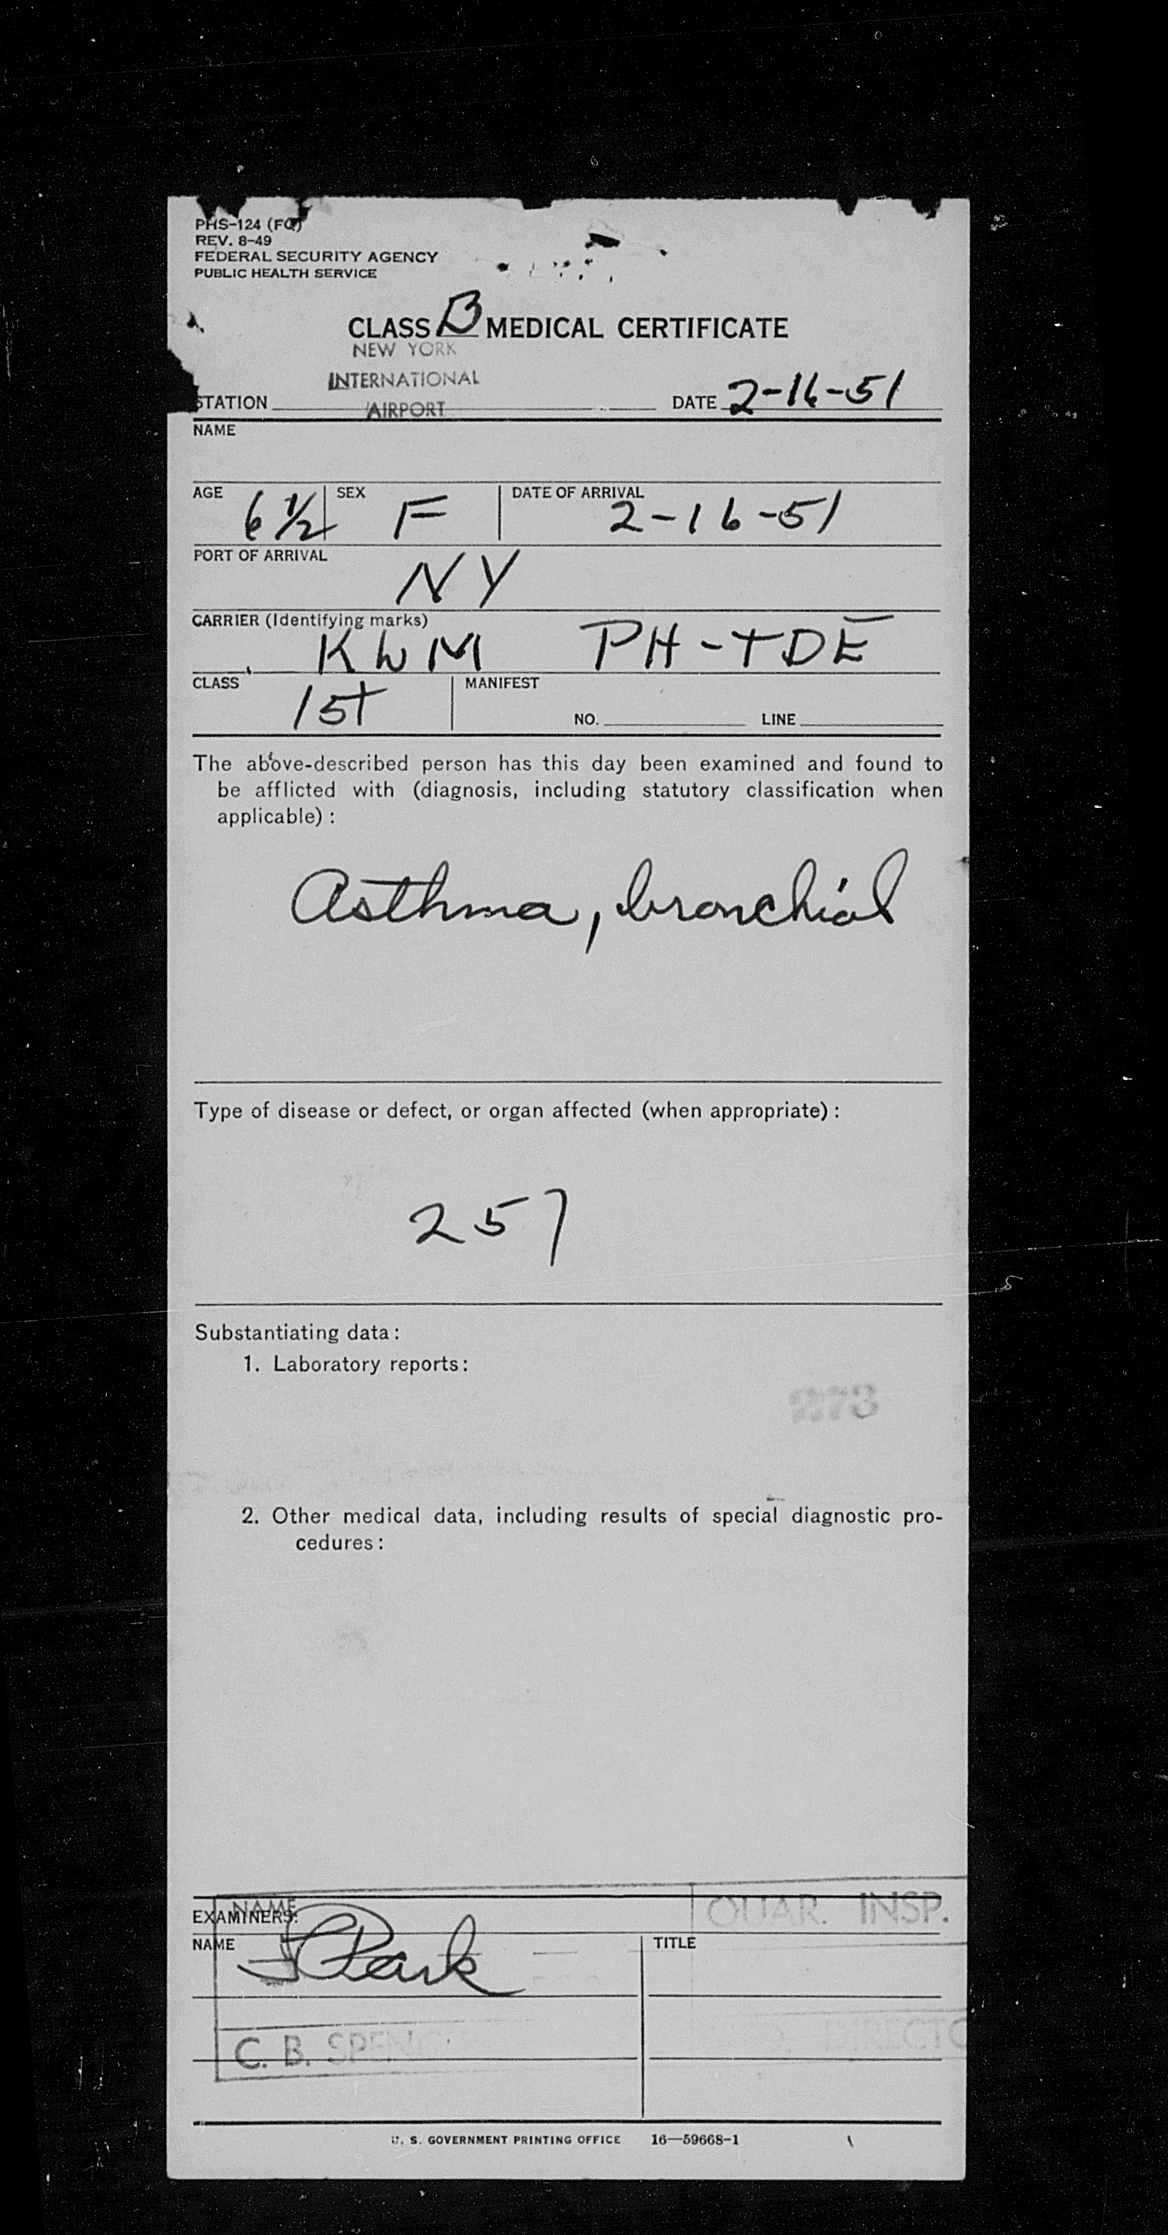 PHS-124 (FQ)
REV. 8-49
FEDERAL SECURITY AGENCY
PUBLIC HEALTH SERVICE
CLASS B MEDICAL CERTIFICATE
NEW YORK
INTERNATIONAL
AIRPORT
STATION DATE 2-16-51
NAME
AGE 6 1/2 SEX F DATE OF ARRIVAL 2-16-51
PORT OF ARRIVAL NY
CARRIER (Identifying marks)
KLM PH-TDE
CLASS 1st MANIFEST
NO. LINE
The above-described person has this day been examined and found to
be afflicted with (diagnosis, including statutory classification when
applicable):
Asthma, bronchial
Type of disease or defect, or organ affected (when appropriate):
257
Substantiating data:
1. Laboratory reports:
273
2. Other medical data, including results of special diagnostic pro-
cedures:
NAME QUAR. INSP.
EXAMINERS:
NAME Clark TITLE
C. B.
U. S. GOVERNMENT PRINTING OFFICE 16—59668-1